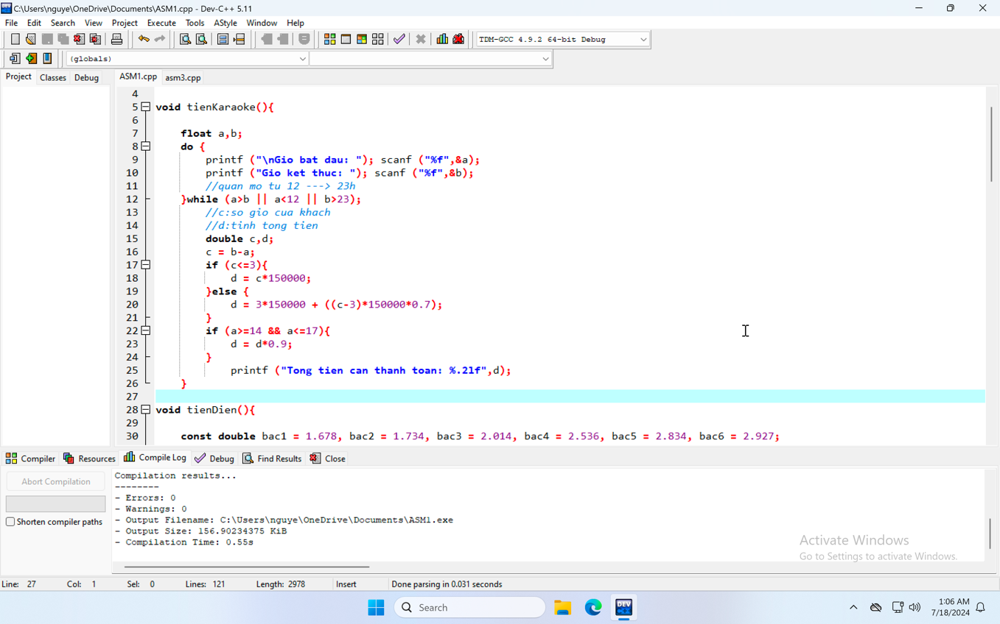 C:\Users\nguye\OneDrive\Documents\ASM1.cpp - Dev-C++ 5.11
File Edit Search View Project Execute Tools AStyle Window Help
TDM-GCC 4.9.2 64-bit Debug
(globals)
Project Classes Debug ASM1.cpp asm3.cpp
4
5 void tienKaraoke(){
6
7 float a,b;
8 do {
9 printf ("\nGio bat dau: "); scanf ("%f",&a);
10 printf ("Gio ket thuc: "); scanf ("%f",&b);
11 //quan mo tu 12 ---> 23h
12 }while (a>b || a<12 || b>23);
13 //c:so gio cua khach
14 //d:tinh tong tien
15 double c,d;
16 c = b-a;
17 if (c<=3){
18 d = c*150000;
19 }else {
20 d = 3*150000 + ((c-3)*150000*0.7);
21 }
22 if (a>=14 && a<=17){
23 d = d*0.9;
24 }
25 printf ("Tong tien can thanh toan: %.2lf",d);
26 }
27
28 void tienDien(){
29
30 const double bac1 = 1.678, bac2 = 1.734, bac3 = 2.014, bac4 = 2.536, bac5 = 2.834, bac6 = 2.927;
Compiler Resources Compile Log Debug Find Results Close
Abort Compilation
Shorten compiler paths
Compilation results...
--------
- Errors: 0
- Warnings: 0
- Output Filename: C:\Users\nguye\OneDrive\Documents\ASM1.exe
- Output Size: 156.90234375 KiB
- Compilation Time: 0.55s
Activate Windows
Go to Settings to activate Windows.
Line: 27 Col: 1 Sel: 0 Lines: 121 Length: 2978 Insert Done parsing in 0.031 seconds
Search
DEV
1:06 AM
7/18/2024